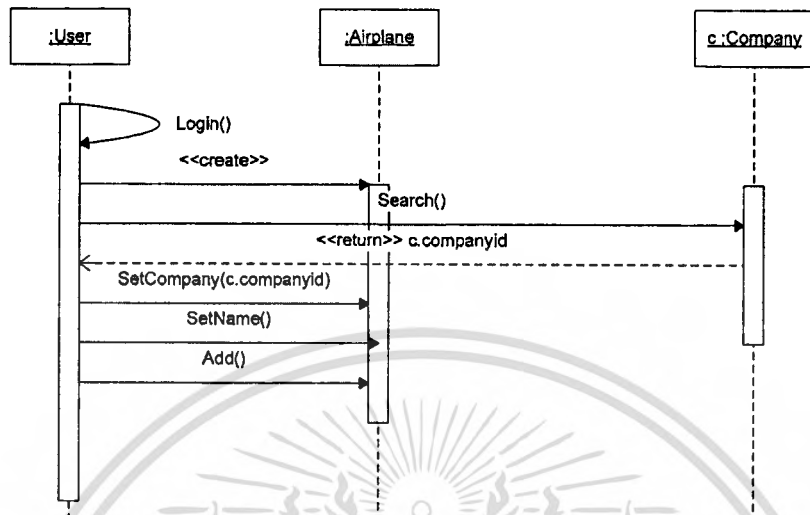 :User
:Airplane
c :Company
Login()
<<create>>
Search()
<<return>> c.companyid
SetCompany(c.companyid)
SetName()
Add()